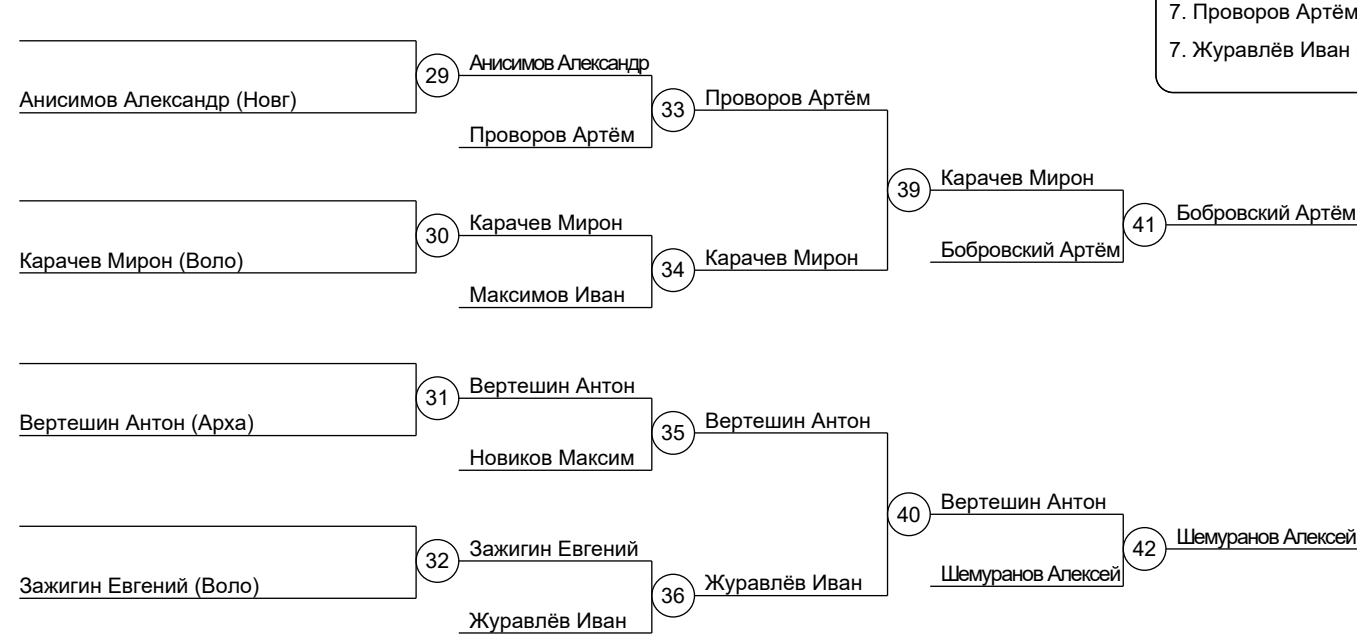 7. Проворов Артём
7. Журавлёв Иван
29
Анисимов Александр
Анисимов Александр (Новг)
33
Проворов Артём
Проворов Артём
39
Карачев Мирон
30
Карачев Мирон
41
Бобровский Артём
Карачев Мирон (Воло)
34
Карачев Мирон
Бобровский Артём
Максимов Иван
31
Вертешин Антон
Вертешин Антон (Арха)
35
Вертешин Антон
Новиков Максим
40
Вертешин Антон
32
Зажигин Евгений
42
Шемуранов Алексей
Зажигин Евгений (Воло)
36
Журавлёв Иван
Шемуранов Алексей
Журавлёв Иван